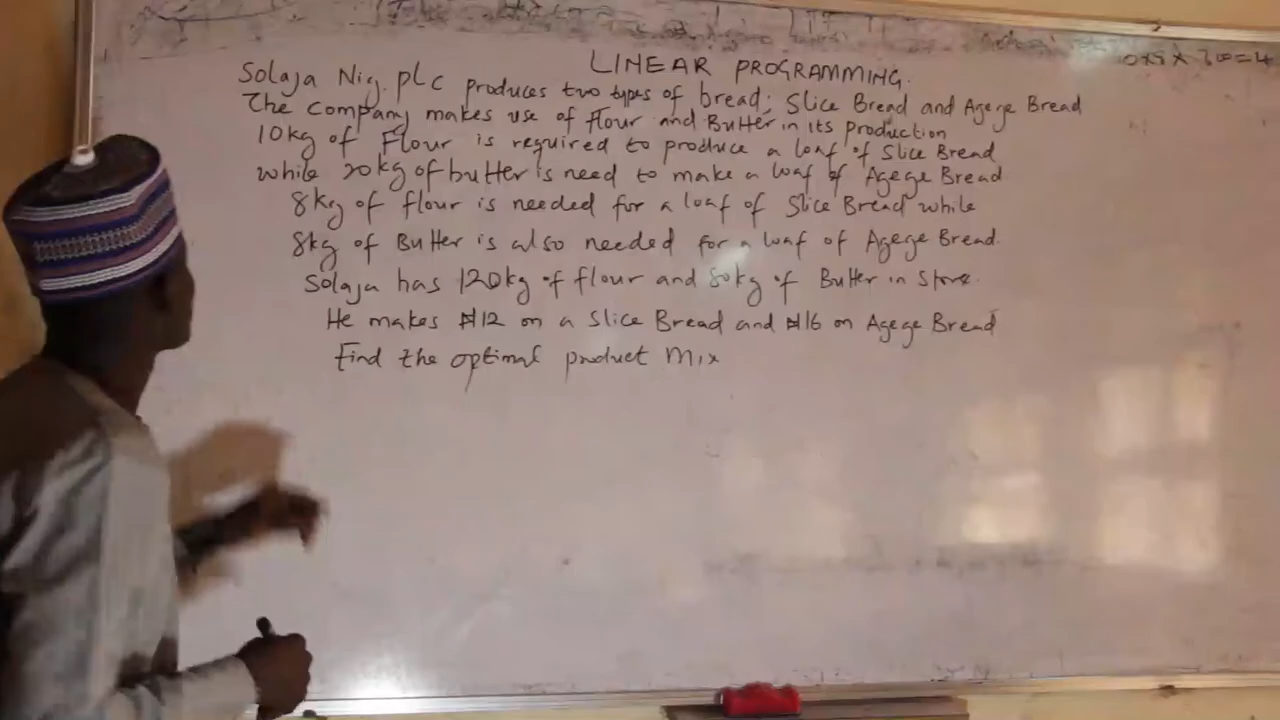 LINEAR PROGRAMMING.
Solaja Nig. plc produces two types of bread; Slice Bread and Agege Bread
The company makes use of Flour and Butter in its production
10kg of Flour is required to produce a loaf of Slice Bread
while 20kg of butter is need to make a loaf of Agege Bread
8kg of flour is needed for a loaf of Slice Bread while
8kg of Butter is also needed for a loaf of Agege Bread.
Solaja has 120kg of flour and 80kg of Butter in store.
He makes ₦12 on a Slice Bread and ₦16 on Agege Bread
Find the optimal product Mix